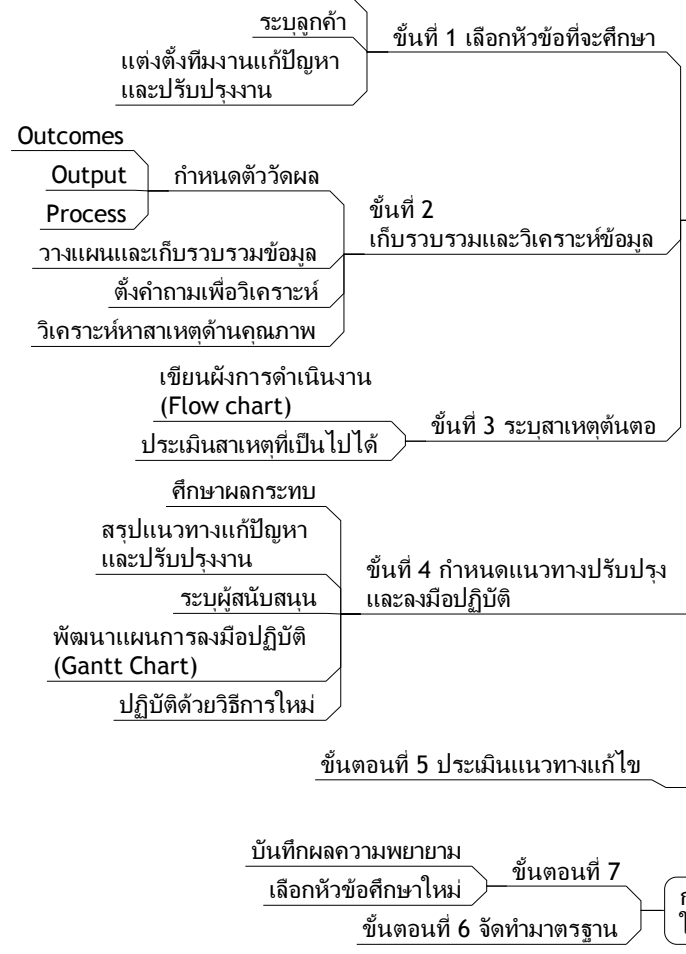 ระบุลูกค้า
ขั้นที่ 1 เลือกหัวข้อที่จะศึกษา
แต่งตั้งทีมงานแก้ปัญหา
และปรับปรุงงาน
Outcomes
Output
กำหนดตัววัดผล
Process
ขั้นที่ 2
เก็บรวบรวมและวิเคราะห์ข้อมูล
วางแผนและเก็บรวบรวมข้อมูล
ตั้งคำถามเพื่อวิเคราะห์
วิเคราะห์หาสาเหตุด้านคุณภาพ
เขียนผังการดำเนินงาน
(Flow chart)
ขั้นที่ 3 ระบุสาเหตุต้นตอ
ประเมินสาเหตุที่เป็นไปได้
ศึกษาผลกระทบ
สรุปแนวทางแก้ปัญหา
และปรับปรุงงาน
ขั้นที่ 4 กำหนดแนวทางปรับปรุง
และลงมือปฏิบัติ
ระบุผู้สนับสนุน
พัฒนาแผนการลงมือปฏิบัติ
(Gantt Chart)
ปฏิบัติด้วยวิธีการใหม่
ขั้นตอนที่ 5 ประเมินแนวทางแก้ไข
บันทึกผลความพยายาม
ขั้นตอนที่ 7
เลือกหัวข้อศึกษาใหม่
ขั้นตอนที่ 6 จัดทำมาตรฐาน